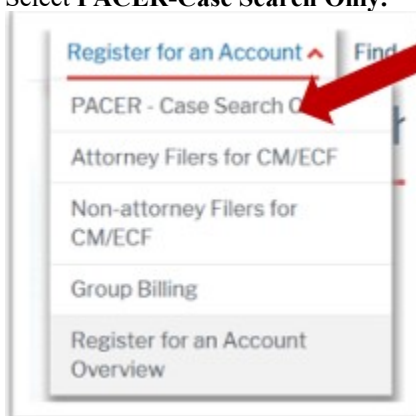 Select PACER-Case Search Only.
Register for an Account
Find
PACER - Case Search
Attorney Filers for CM/ECF
Non-attorney Filers for
CM/ECF
Group Billing
Register for an Account
Overview